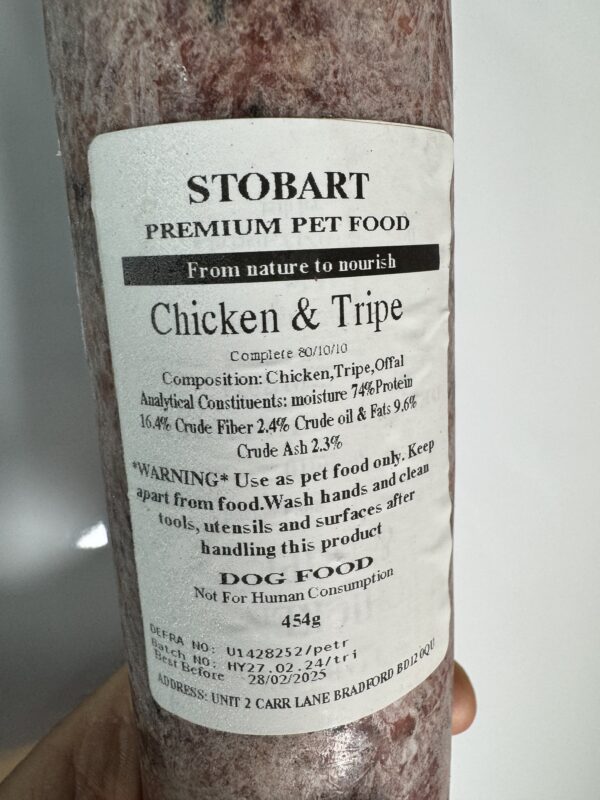 STOBART
PREMIUM PET FOOD
From nature to nourish
Chicken & Tripe
Complete 80/10/10
Composition: Chicken,Tripe,Offal
Analytical Constituents: moisture 74%Protein
16.4% Crude Fiber 2.4% Crude oil & Fats 9.6%
Crude Ash 2.3%
*WARNING* Use as pet food only. Keep
apart from food.Wash hands and clean
tools, utensils and surfaces after
handling this product
DOG FOOD
Not For Human Consumption
454g
DEFRA NO: U1428252/petr
Batch NO: HY27.02.24/tri
Best Before 28/02/2025
ADDRESS: UNIT 2 CARR LANE BRADFORD BD12 0QU